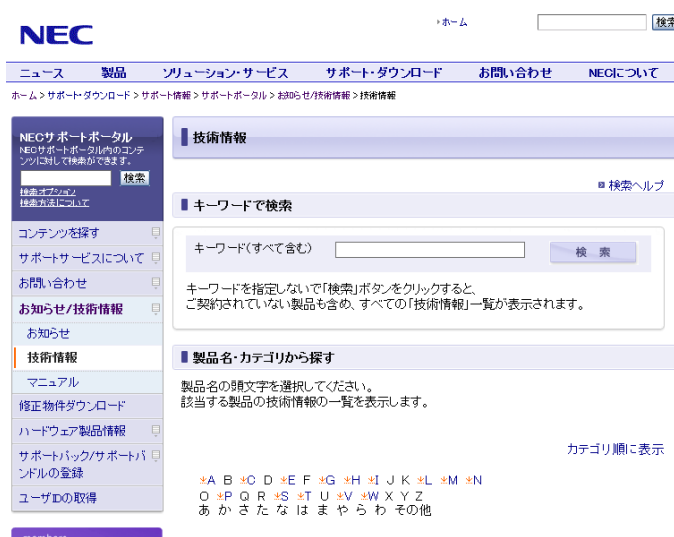 NEC
ホーム
検索
ニュース 製品 ソリューション・サービス サポート・ダウンロード お問い合わせ NECについて
ホーム > サポート・ダウンロード > サポート情報 > サポートポータル > お知らせ/技術情報 > 技術情報
NECサポートポータル
NECサポートポータル内のコンテ
ンツに対して検索ができます。
検索
検索オプション
検索方法について
コンテンツを探す
サポートサービスについて
お問い合わせ
お知らせ/技術情報
お知らせ
技術情報
マニュアル
修正物件ダウンロード
ハードウェア製品情報
サポートパック/サポートバ
ンドルの登録
ユーザIDの取得
members
技術情報
検索ヘルプ
キーワードで検索
キーワード(すべて含む)
検 索
キーワードを指定しないで「検索」ボタンをクリックすると、
ご契約されていない製品も含め、すべての「技術情報」一覧が表示されます。
製品名・カテゴリから探す
製品名の頭文字を選択してください。
該当する製品の技術情報の一覧を表示します。
カテゴリ順に表示
*A B *C D *E F *G *H *I J K *L *M *N
O *P Q R *S *T U *V *W X Y Z
あ か さ た な は ま や ら わ その他